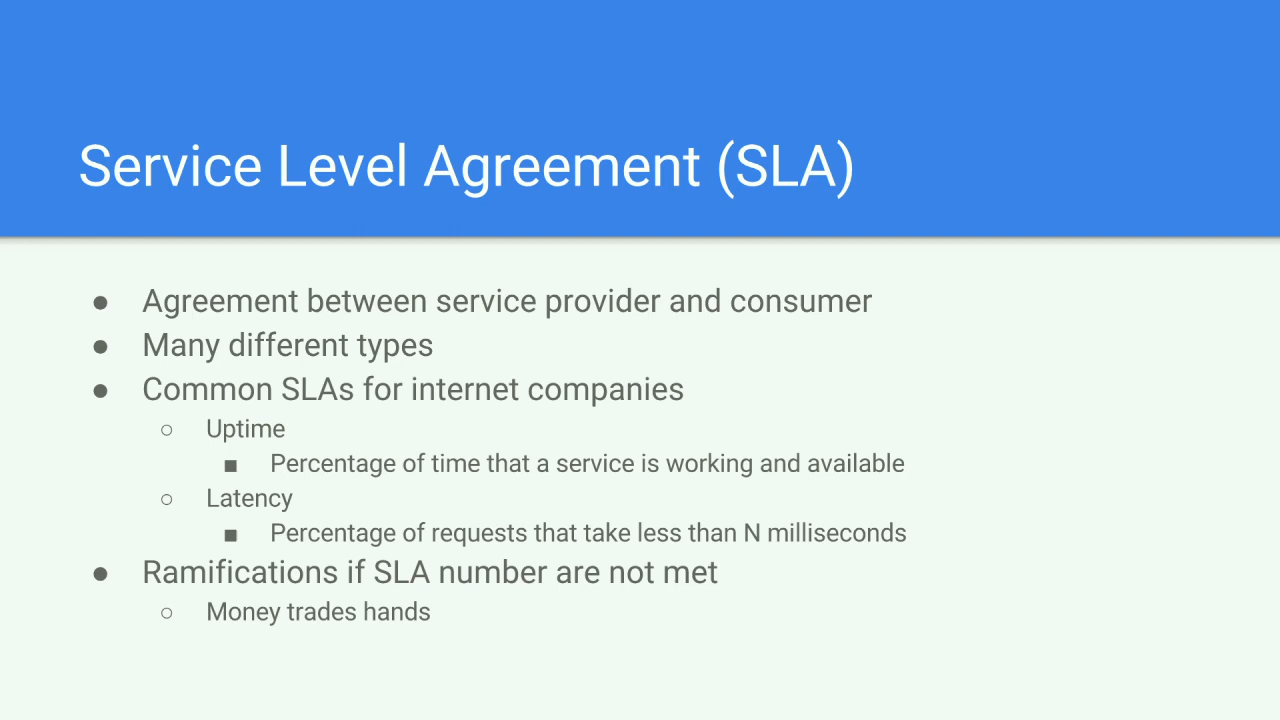 Service Level Agreement (SLA)
● Agreement between service provider and consumer
● Many different types
● Common SLAs for internet companies
○ Uptime
■ Percentage of time that a service is working and available
○ Latency
■ Percentage of requests that take less than N milliseconds
● Ramifications if SLA number are not met
○ Money trades hands